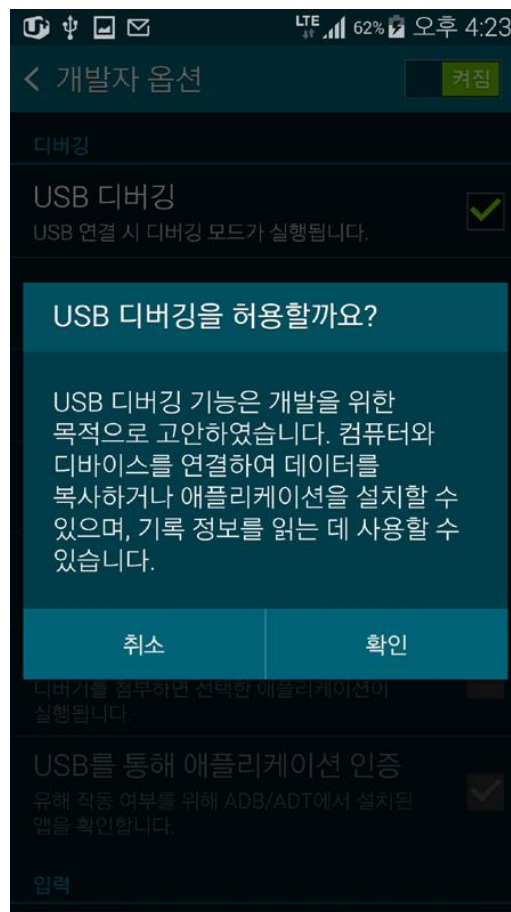 LTE 62% 오후 4:23
개발자 옵션 켜짐
디버깅
USB 디버깅
USB 연결 시 디버깅 모드가 실행됩니다.
USB 디버깅을 허용할까요?
USB 디버깅 기능은 개발을 위한
목적으로 고안하였습니다. 컴퓨터와
디바이스를 연결하여 데이터를
복사하거나 애플리케이션을 설치할 수
있으며, 기록 정보를 읽는 데 사용할 수
있습니다.
취소 확인
디버거를 첨부하면 선택한 애플리케이션이
실행됩니다.
USB를 통해 애플리케이션 인증
유해 작동 여부를 위해 ADB/ADT에서 설치된
앱을 확인합니다.
입력